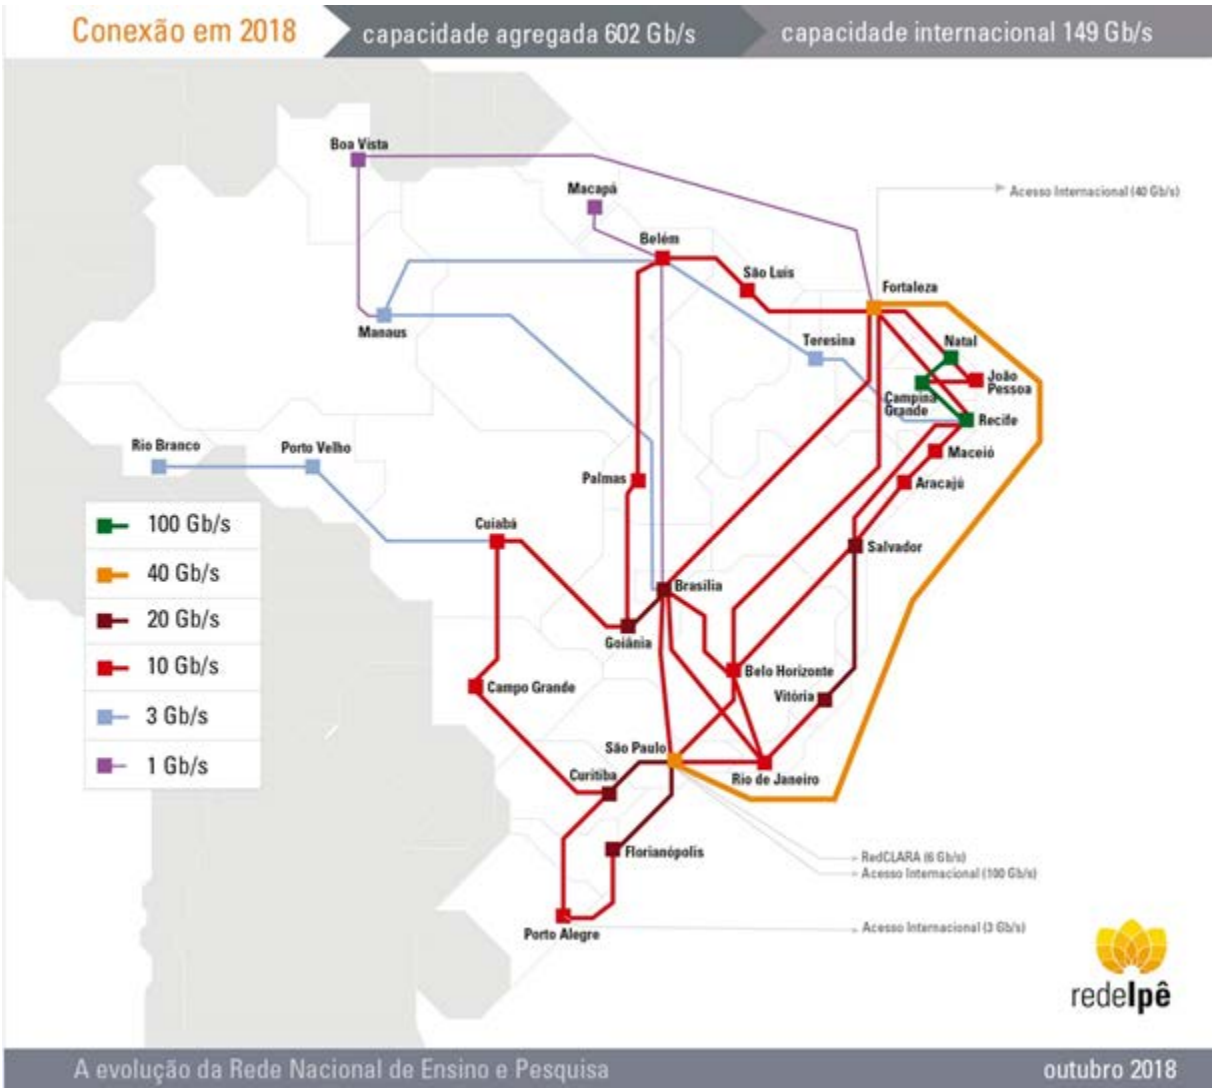 Conexão em 2018
capacidade agregada 602 Gb/s
capacidade internacional 149 Gb/s
Boa Vista
Macapá
Acesso Internacional (40 Gb/s)
Belém
São Luís
Fortaleza
Manaus
Teresina
Natal
João
Pessoa
Campina
Grande
Recife
Rio Branco
Porto Velho
Maceió
Palmas
Aracajú
100 Gb/s
Cuiabá
Salvador
40 Gb/s
Brasília
20 Gb/s
Goiânia
10 Gb/s
Belo Horizonte
Campo Grande
Vitória
3 Gb/s
São Paulo
1 Gb/s
Curitiba
Rio de Janeiro
Florianópolis
RedCLARA (6 Gb/s)
Acesso Internacional (100 Gb/s)
Porto Alegre
Acesso Internacional (3 Gb/s)
redeIpê
A evolução da Rede Nacional de Ensino e Pesquisa
outubro 2018